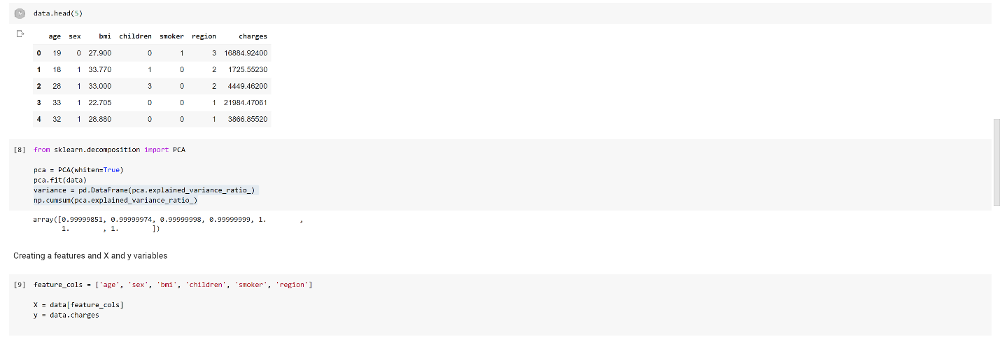 data.head(5)
age sex bmi children smoker region charges
0 19 0 27.900 0 1 3 16884.92400
1 18 1 33.770 1 0 2 1725.55230
2 28 1 33.000 3 0 2 4449.46200
3 33 1 22.705 0 0 1 21984.47061
4 32 1 28.880 0 0 1 3866.85520
[8] from sklearn.decomposition import PCA
pca = PCA(whiten=True)
pca.fit(data)
variance = pd.DataFrame(pca.explained_variance_ratio_)
np.cumsum(pca.explained_variance_ratio_)
array([0.99999851, 0.99999974, 0.99999998, 0.99999999, 1. ,
1. , 1. ])
Creating a features and X and y variables
[9] feature_cols = ['age', 'sex', 'bmi', 'children', 'smoker', 'region']
X = data[feature_cols]
y = data.charges